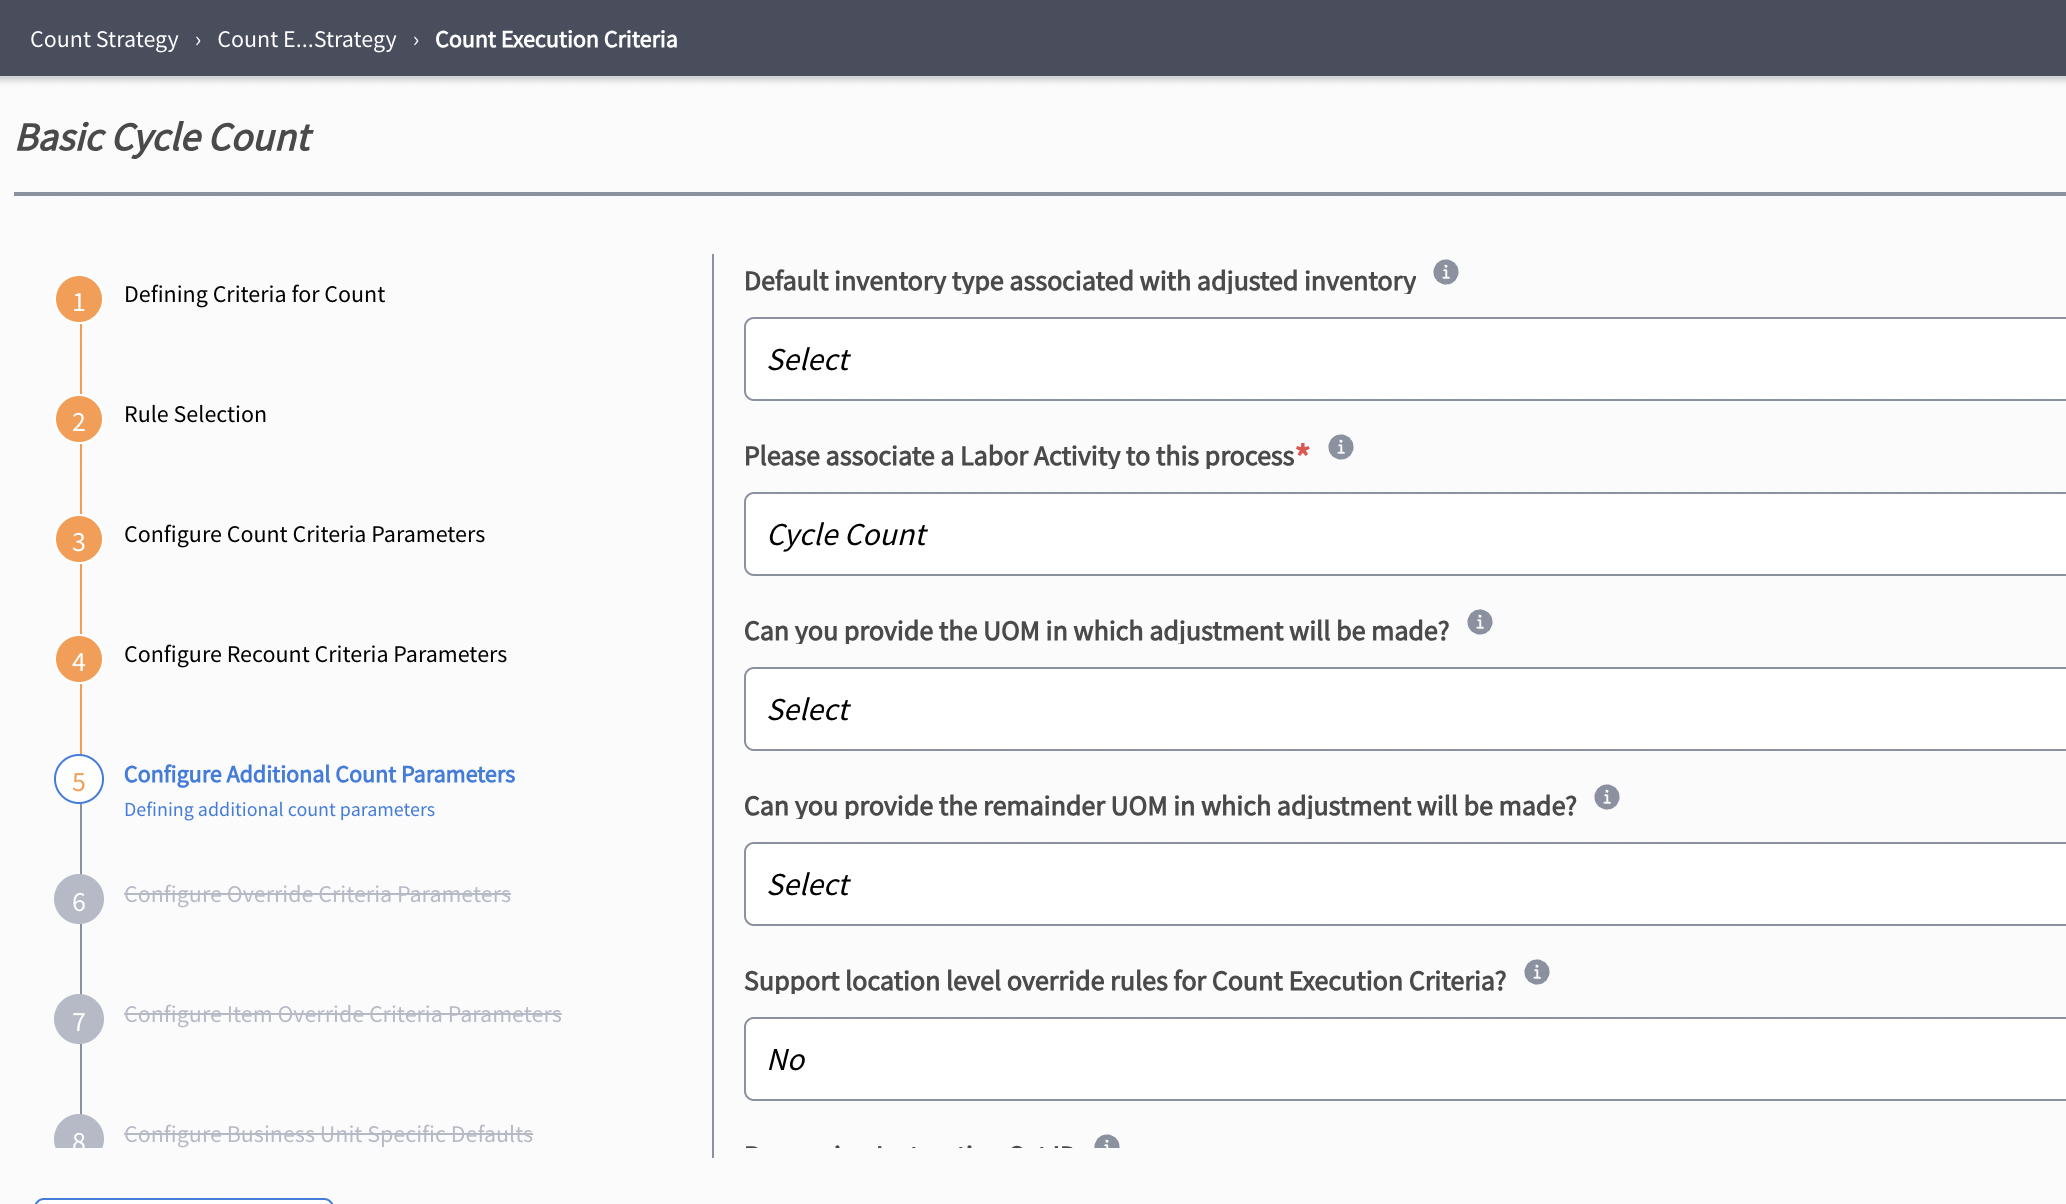 Count Strategy › Count E...Strategy › Count Execution Criteria
Basic Cycle Count
1 Defining Criteria for Count
2 Rule Selection
3 Configure Count Criteria Parameters
4 Configure Recount Criteria Parameters
5 Configure Additional Count Parameters
Defining additional count parameters
6 Configure Override Criteria Parameters
7 Configure Item Override Criteria Parameters
8 Configure Business Unit Specific Defaults
Default inventory type associated with adjusted inventory
Select
Please associate a Labor Activity to this process*
Cycle Count
Can you provide the UOM in which adjustment will be made?
Select
Can you provide the remainder UOM in which adjustment will be made?
Select
Support location level override rules for Count Execution Criteria?
No